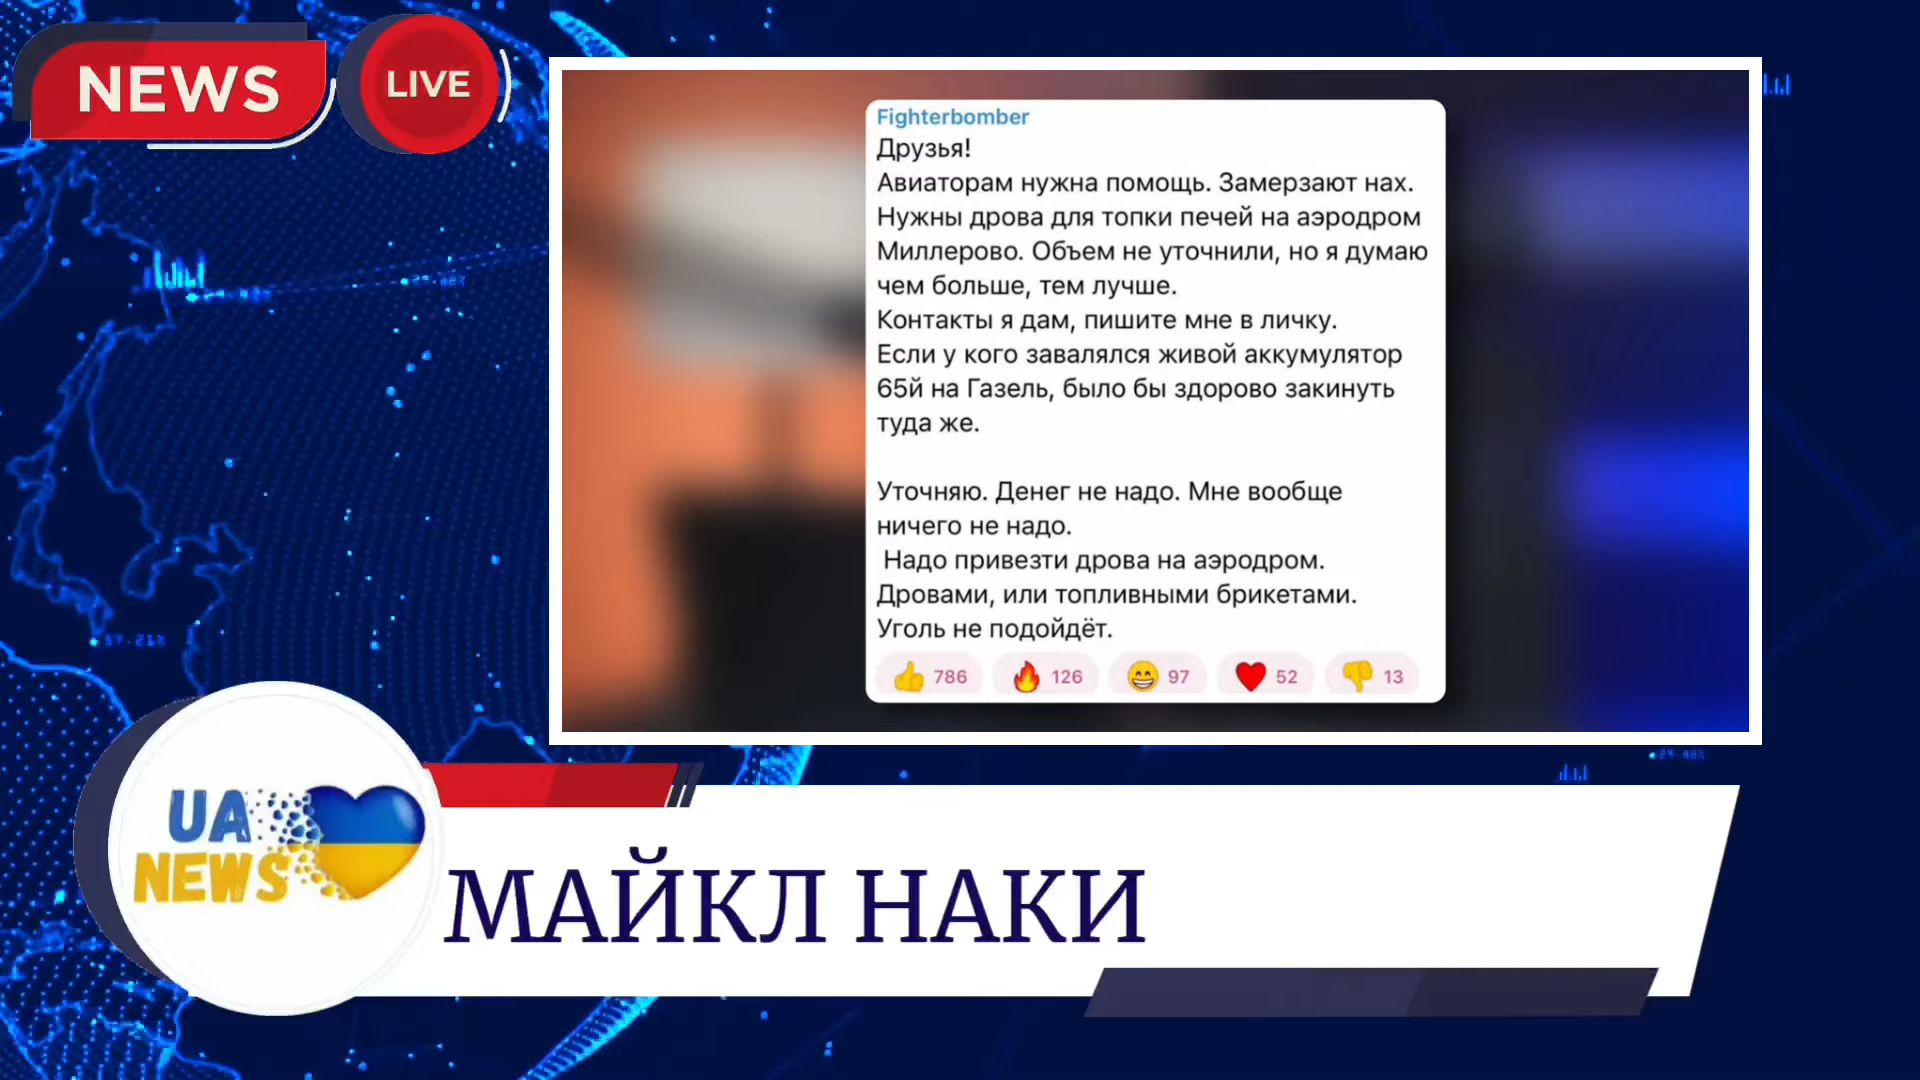 NEWS
LIVE
Fighterbomber
Друзья!
Авиаторам нужна помощь. Замерзают нах.
Нужны дрова для топки печей на аэродром
Миллерово. Объем не уточнили, но я думаю
чем больше, тем лучше.
Контакты я дам, пишите мне в личку.
Если у кого завалялся живой аккумулятор
65й на Газель, было бы здорово закинуть
туда же.
Уточняю. Денег не надо. Мне вообще
ничего не надо.
Надо привезти дрова на аэродром.
Дровами, или топливными брикетами.
Уголь не подойдёт.
786 126 97 52 13
UA
NEWS
МАЙКЛ НАКИ